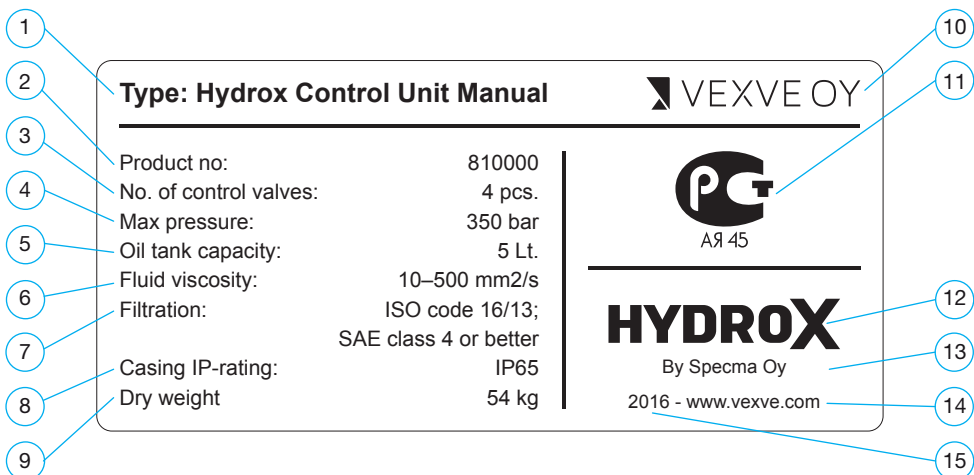 1
10
2
11
3
4
5
6
7
8
9
12
13
14
15
Type: Hydrox Control Unit Manual
VEXVE OY
Product no: 810000
No. of control valves: 4 pcs.
Max pressure: 350 bar
Oil tank capacity: 5 Lt.
Fluid viscosity: 10–500 mm2/s
Filtration: ISO code 16/13;
SAE class 4 or better
Casing IP-rating: IP65
Dry weight 54 kg
РСТ
АЯ 45
HYDROX
By Specma Oy
2016 - www.vexve.com